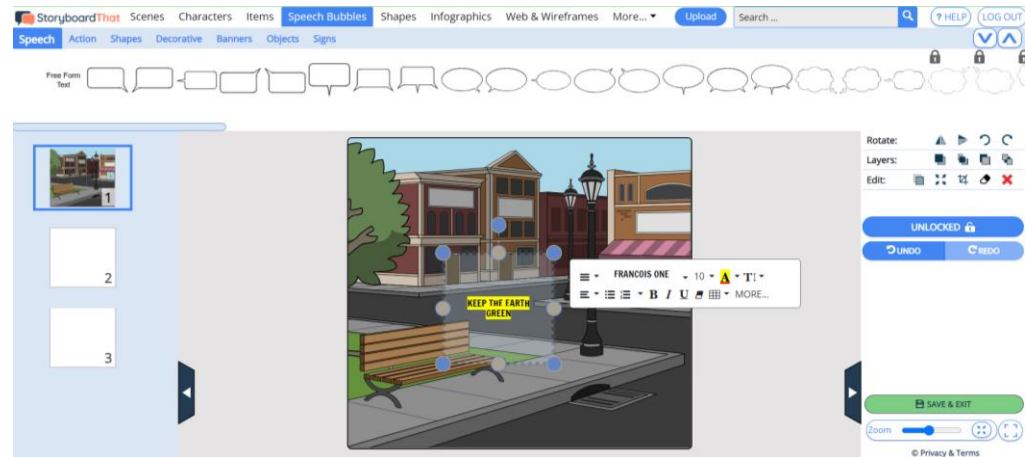 StoryboardThat Scenes Characters Items Speech Bubbles Shapes Infographics Web & Wireframes More... Upload Search ... ? HELP LOG OUT
Speech Action Shapes Decorative Banners Objects Signs
Free Form
Text
1
2
3
KEEP THE EARTH
GREEN
FRANCOIS ONE 10 A TI
B I U MORE...
Rotate:
Layers:
Edit:
UNLOCKED
UNDO REDO
SAVE & EXIT
Zoom
© Privacy & Terms